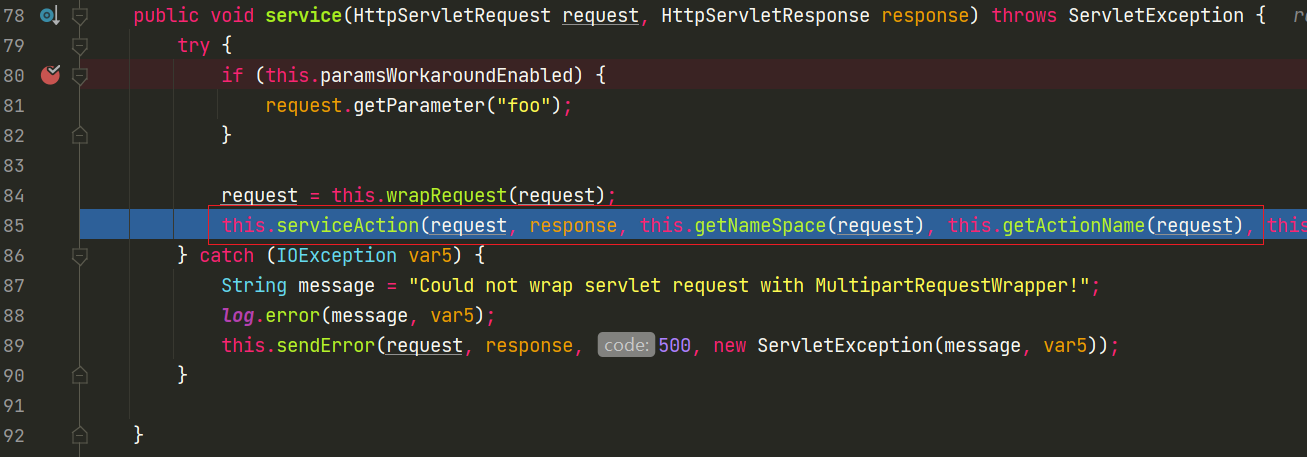 78 public void service(HttpServletRequest request, HttpServletResponse response) throws ServletException {
79 try {
80 if (this.paramsWorkaroundEnabled) {
81 request.getParameter("foo");
82 }
83
84 request = this.wrapRequest(request);
85 this.serviceAction(request, response, this.getNameSpace(request), this.getActionName(request), this
86 } catch (IOException var5) {
87 String message = "Could not wrap servlet request with MultipartRequestWrapper!";
88 log.error(message, var5);
89 this.sendError(request, response, code: 500, new ServletException(message, var5));
90 }
91
92 }